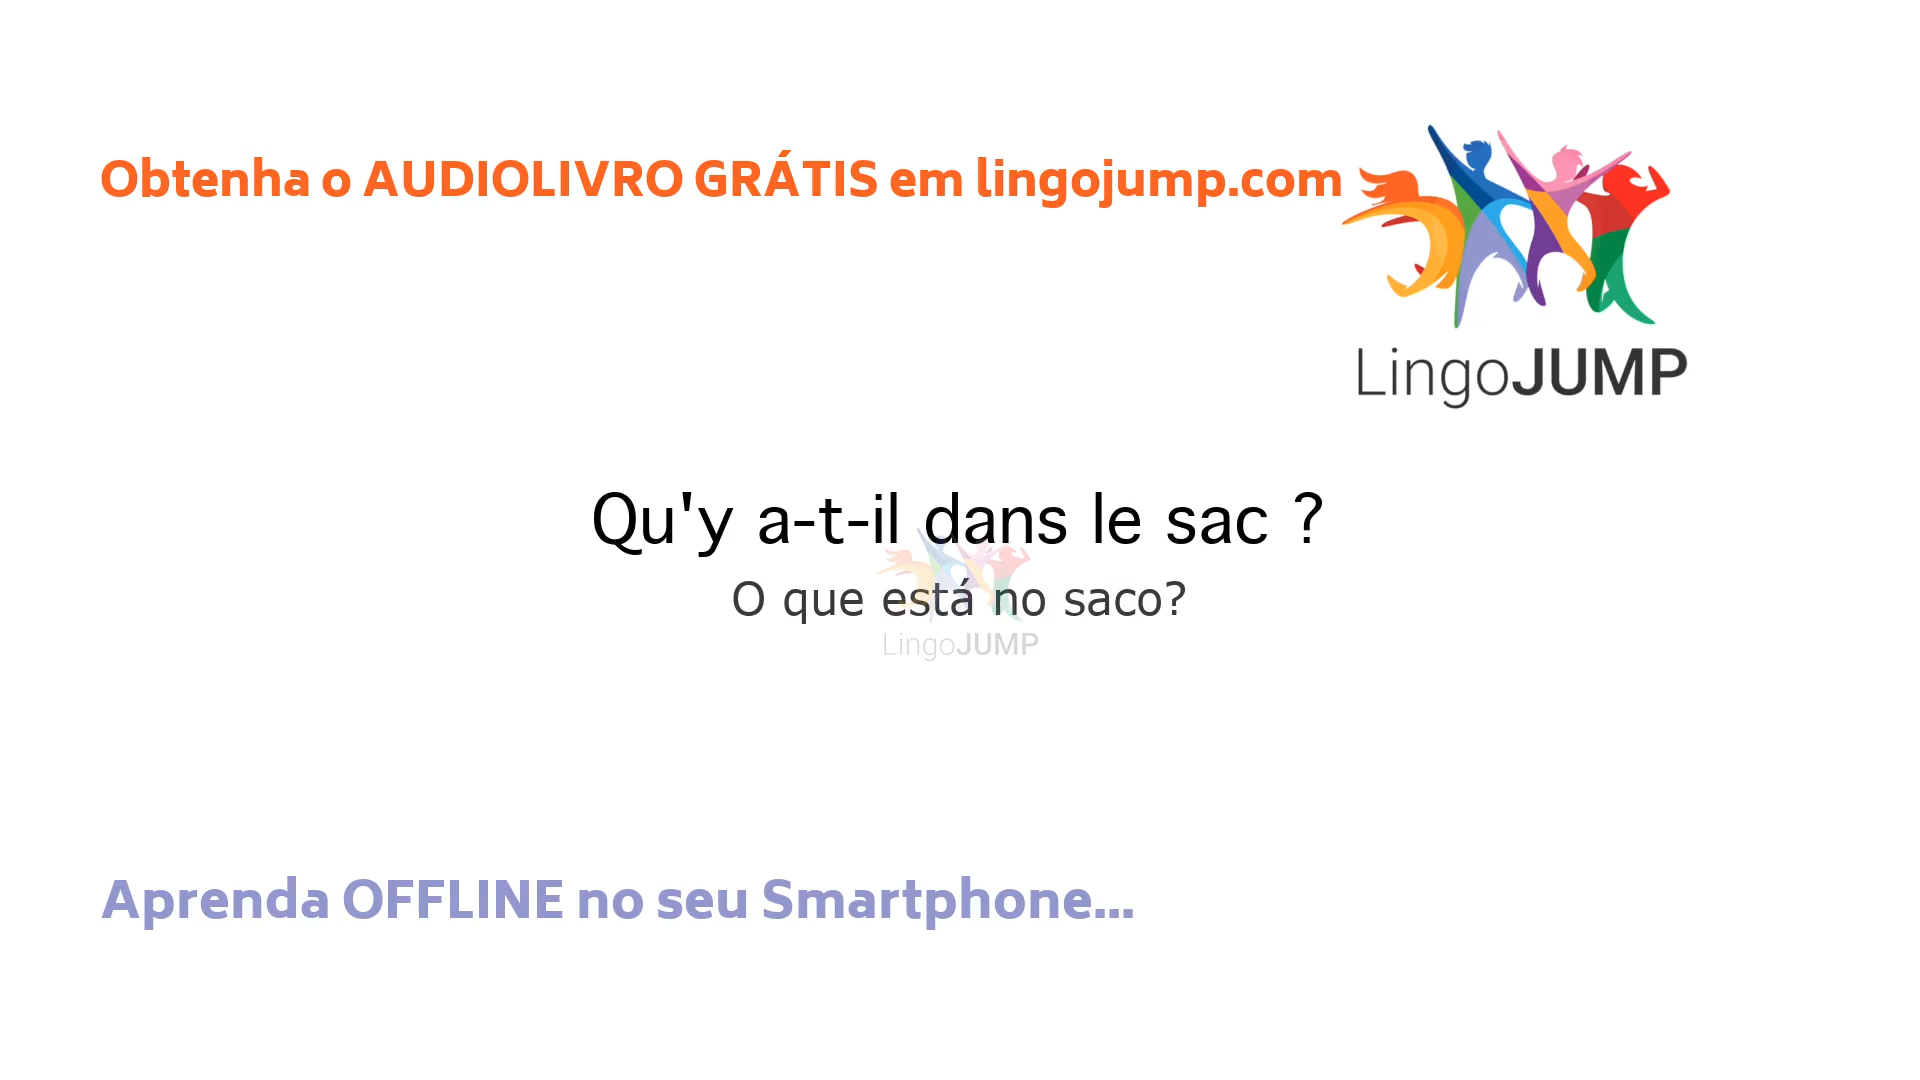 Obtenha o AUDIOLIVRO GRÁTIS em lingojump.com
LingoJUMP
Qu'y a-t-il dans le sac ?
O que está no saco?
LingoJUMP
Aprenda OFFLINE no seu Smartphone...